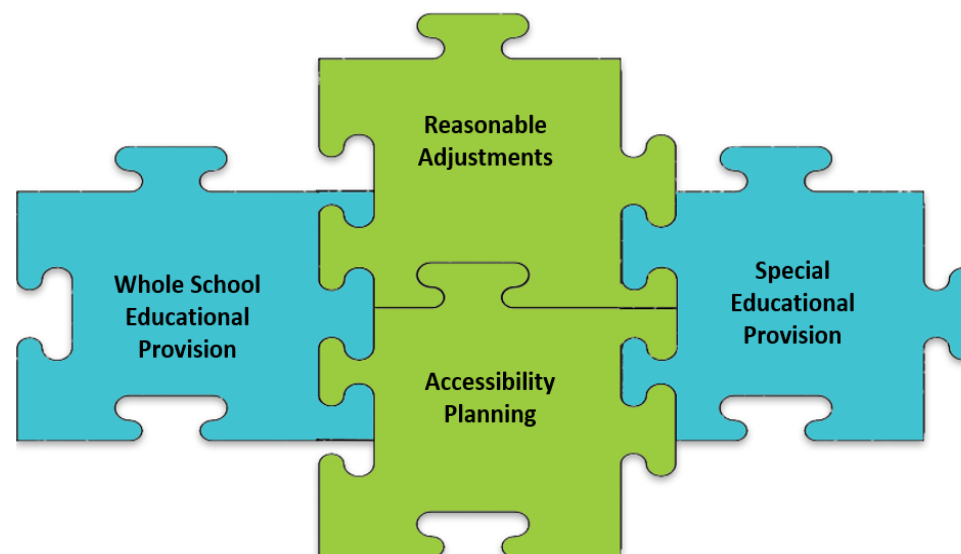 Reasonable
Adjustments
Whole School
Educational
Provision
Special
Educational
Provision
Accessibility
Planning